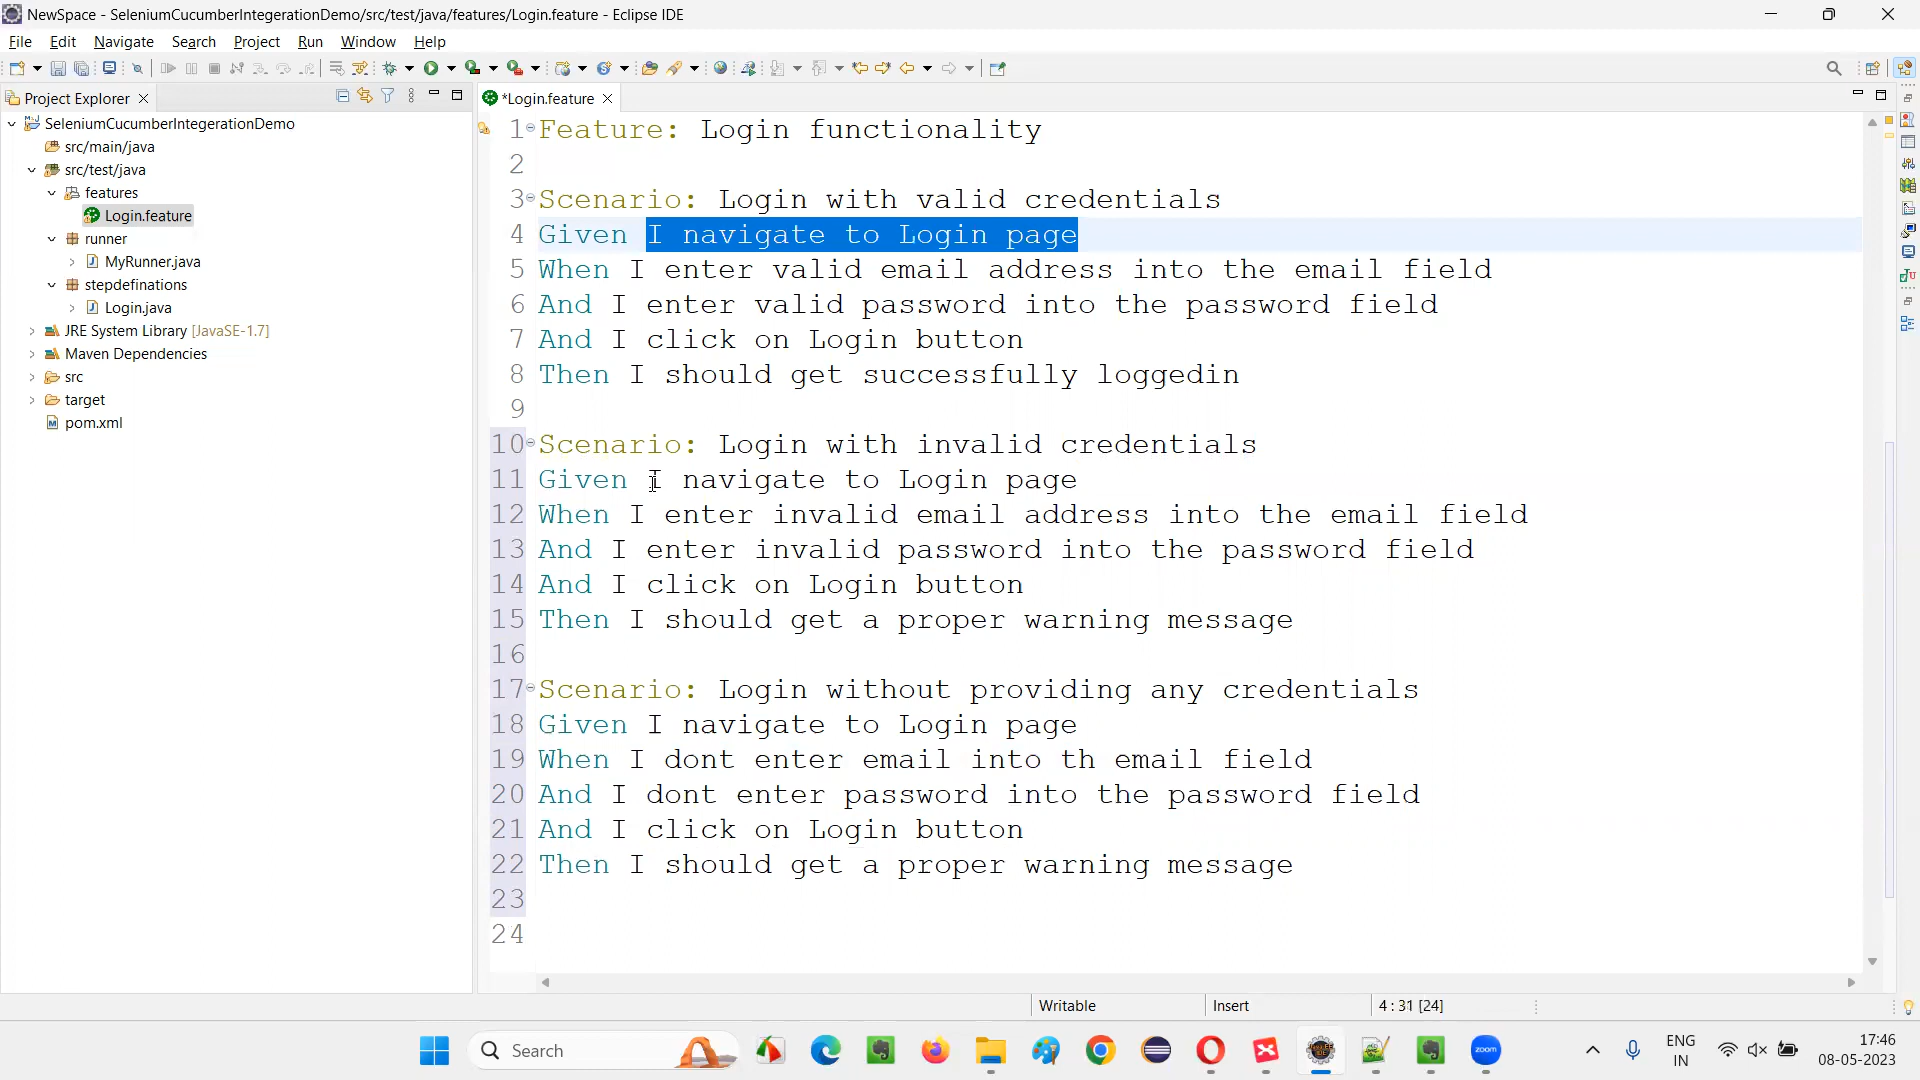 NewSpace - SeleniumCucumberIntegerationDemo/src/test/java/features/Login.feature - Eclipse IDE
File Edit Navigate Search Project Run Window Help
Project Explorer
*Login.feature
SeleniumCucumberIntegerationDemo
src/main/java
src/test/java
features
Login.feature
runner
MyRunner.java
stepdefinations
Login.java
JRE System Library [JavaSE-1.7]
Maven Dependencies
src
target
pom.xml
1 Feature: Login functionality
2
3 Scenario: Login with valid credentials
4 Given I navigate to Login page
5 When I enter valid email address into the email field
6 And I enter valid password into the password field
7 And I click on Login button
8 Then I should get successfully loggedin
9
10 Scenario: Login with invalid credentials
11 Given I navigate to Login page
12 When I enter invalid email address into the email field
13 And I enter invalid password into the password field
14 And I click on Login button
15 Then I should get a proper warning message
16
17 Scenario: Login without providing any credentials
18 Given I navigate to Login page
19 When I dont enter email into th email field
20 And I dont enter password into the password field
21 And I click on Login button
22 Then I should get a proper warning message
23
24
Writable Insert 4 : 31 [24]
Search
zoom
ENG
IN
17:46
08-05-2023